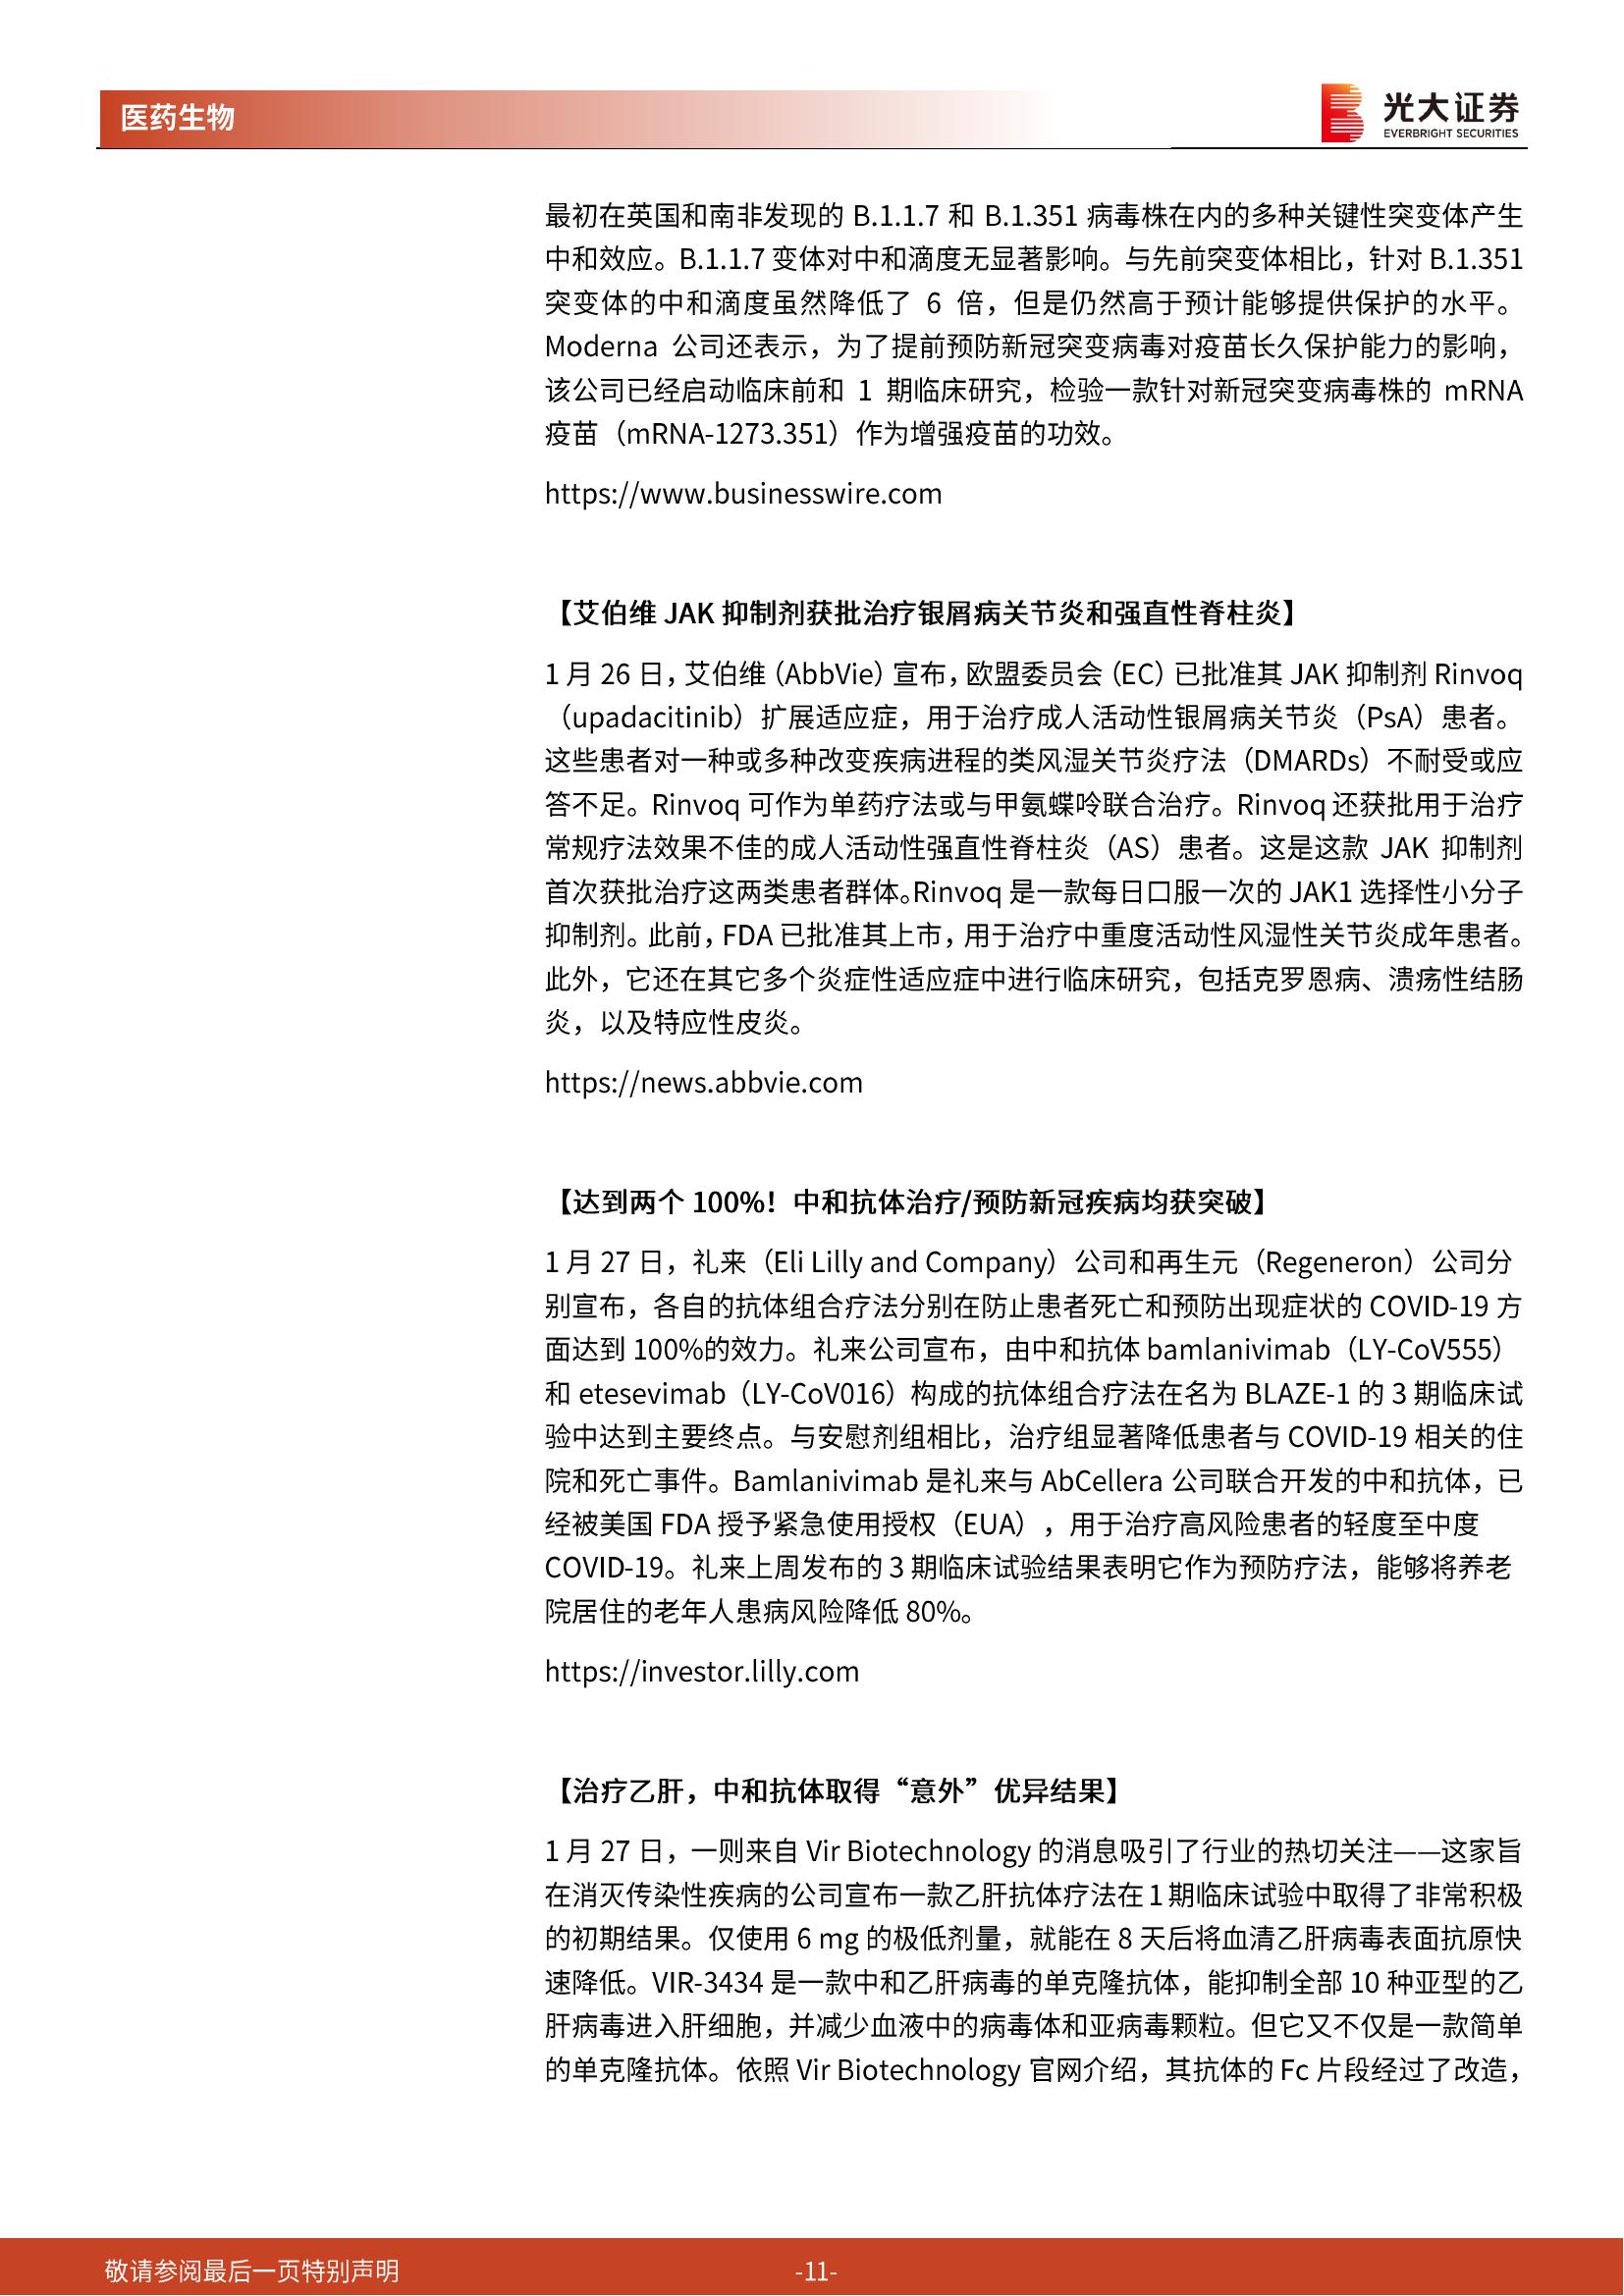 医药生物
光大证券
EVERBRIGHT SECURITIES
最初在英国和南非发现的 B.1.1.7 和 B.1.351 病毒株在内的多种关键性突变体产生
中和效应。B.1.1.7 变体对中和滴度无显著影响。与先前突变体相比，针对 B.1.351
突变体的中和滴度虽然降低了 6 倍，但是仍然高于预计能够提供保护的水平。
Moderna 公司还表示，为了提前预防新冠突变病毒对疫苗长久保护能力的影响，
该公司已经启动临床前和 1 期临床研究，检验一款针对新冠突变病毒株的 mRNA
疫苗（mRNA-1273.351）作为增强疫苗的功效。
https://www.businesswire.com
【艾伯维 JAK 抑制剂获批治疗银屑病关节炎和强直性脊柱炎】
1 月 26 日，艾伯维（AbbVie）宣布，欧盟委员会（EC）已批准其 JAK 抑制剂 Rinvoq
（upadacitinib）扩展适应症，用于治疗成人活动性银屑病关节炎（PsA）患者。
这些患者对一种或多种改变疾病进程的类风湿关节炎疗法（DMARDs）不耐受或应
答不足。Rinvoq 可作为单药疗法或与甲氨蝶呤联合治疗。Rinvoq 还获批用于治疗
常规疗法效果不佳的成人活动性强直性脊柱炎（AS）患者。这是这款 JAK 抑制剂
首次获批治疗这两类患者群体。Rinvoq 是一款每日口服一次的 JAK1 选择性小分子
抑制剂。此前，FDA 已批准其上市，用于治疗中重度活动性风湿性关节炎成年患者。
此外，它还在其它多个炎症性适应症中进行临床研究，包括克罗恩病、溃疡性结肠
炎，以及特应性皮炎。
https://news.abbvie.com
【达到两个 100%！中和抗体治疗/预防新冠疾病均获突破】
1 月 27 日，礼来（Eli Lilly and Company）公司和再生元（Regeneron）公司分
别宣布，各自的抗体组合疗法分别在防止患者死亡和预防出现症状的 COVID-19 方
面达到 100%的效力。礼来公司宣布，由中和抗体 bamlanivimab（LY-CoV555）
和 etesevimab（LY-CoV016）构成的抗体组合疗法在名为 BLAZE-1 的 3 期临床试
验中达到主要终点。与安慰剂组相比，治疗组显著降低患者与 COVID-19 相关的住
院和死亡事件。Bamlanivimab 是礼来与 AbCellera 公司联合开发的中和抗体，已
经被美国 FDA 授予紧急使用授权（EUA），用于治疗高风险患者的轻度至中度
COVID-19。礼来上周发布的 3 期临床试验结果表明它作为预防疗法，能够将养老
院居住的老年人患病风险降低 80%。
https://investor.lilly.com
【治疗乙肝，中和抗体取得“意外”优异结果】
1 月 27 日，一则来自 Vir Biotechnology 的消息吸引了行业的热切关注——这家旨
在消灭传染性疾病的公司宣布一款乙肝抗体疗法在 1 期临床试验中取得了非常积极
的初期结果。仅使用 6 mg 的极低剂量，就能在 8 天后将血清乙肝病毒表面抗原快
速降低。VIR-3434 是一款中和乙肝病毒的单克隆抗体，能抑制全部 10 种亚型的乙
肝病毒进入肝细胞，并减少血液中的病毒体和亚病毒颗粒。但它又不仅是一款简单
的单克隆抗体。依照 Vir Biotechnology 官网介绍，其抗体的 Fc 片段经过了改造，
敬请参阅最后一页特别声明
-11-